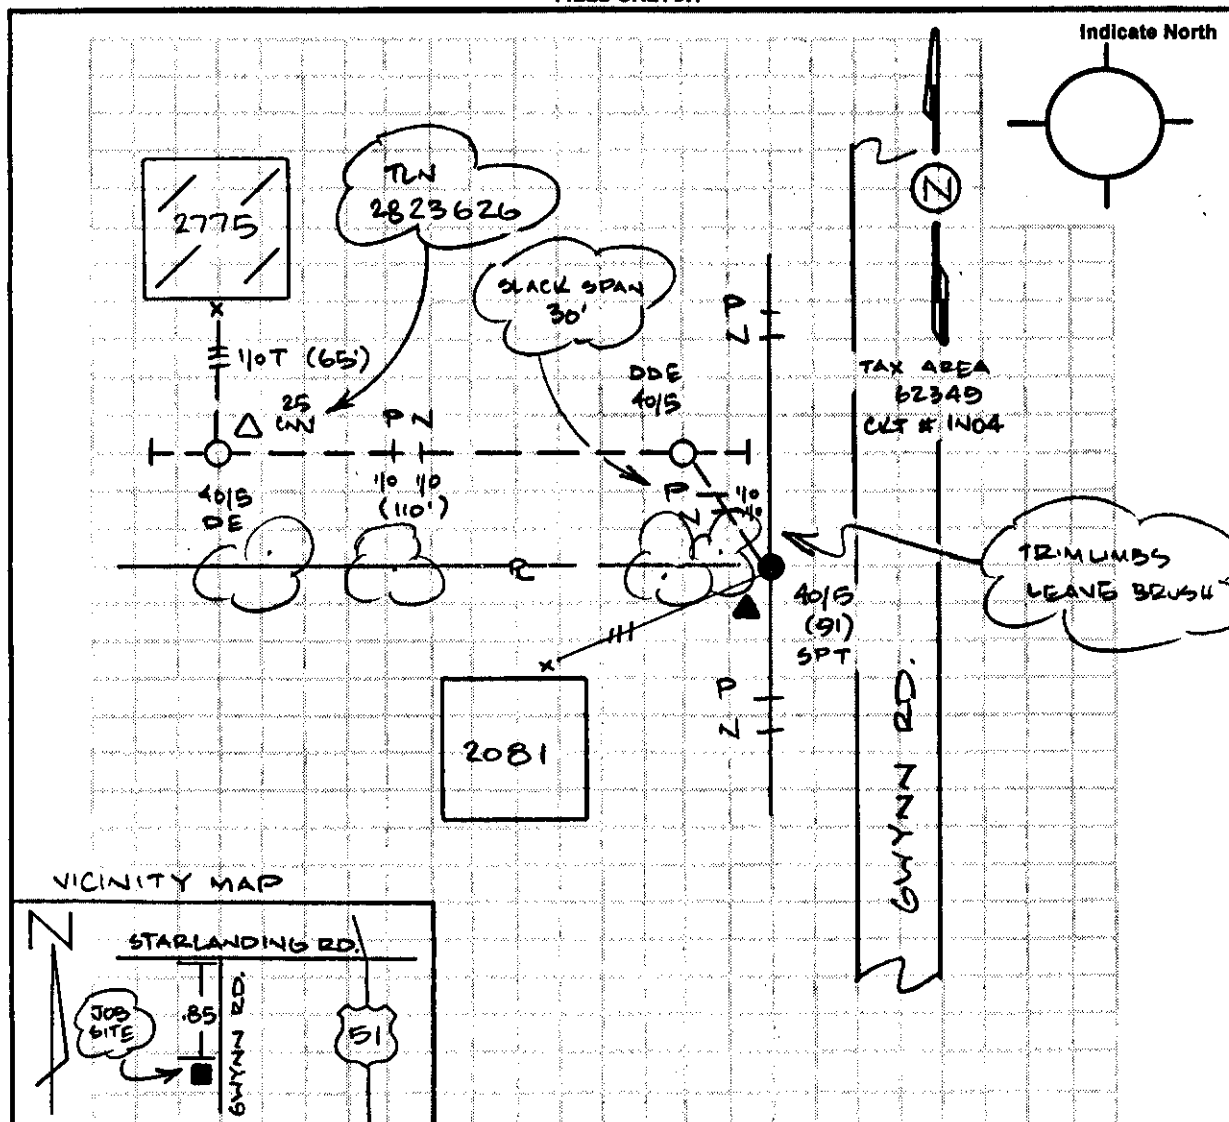 Indicate North
N
TLN
2823626
2775
SLACK SPAN
30'
P
N
1/0T (65')
DDE
40/5
TAX AREA
62349
CKT # 1N04
25
P N
1/0 1/0
(110')
40/5
DE
P
N
1/0
1/0
TRIM LIMBS
LEAVE BRUSH
40/5
(91)
SPT
P
N
2081
GWYNN RD.
VICINITY MAP
N
STARLANDING RD.
JOB
SITE
.85
GWYNN RD.
51